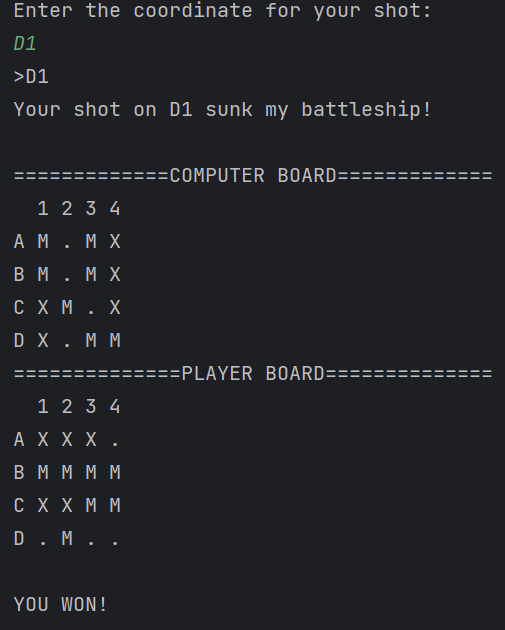 Enter the coordinate for your shot:
D1
>D1
Your shot on D1 sunk my battleship!
=============COMPUTER BOARD=============
  1 2 3 4
A M . M X
B M . M X
C X M . X
D X . M M
==============PLAYER BOARD==============
  1 2 3 4
A X X X .
B M M M M
C X X M M
D . M . .
YOU WON!